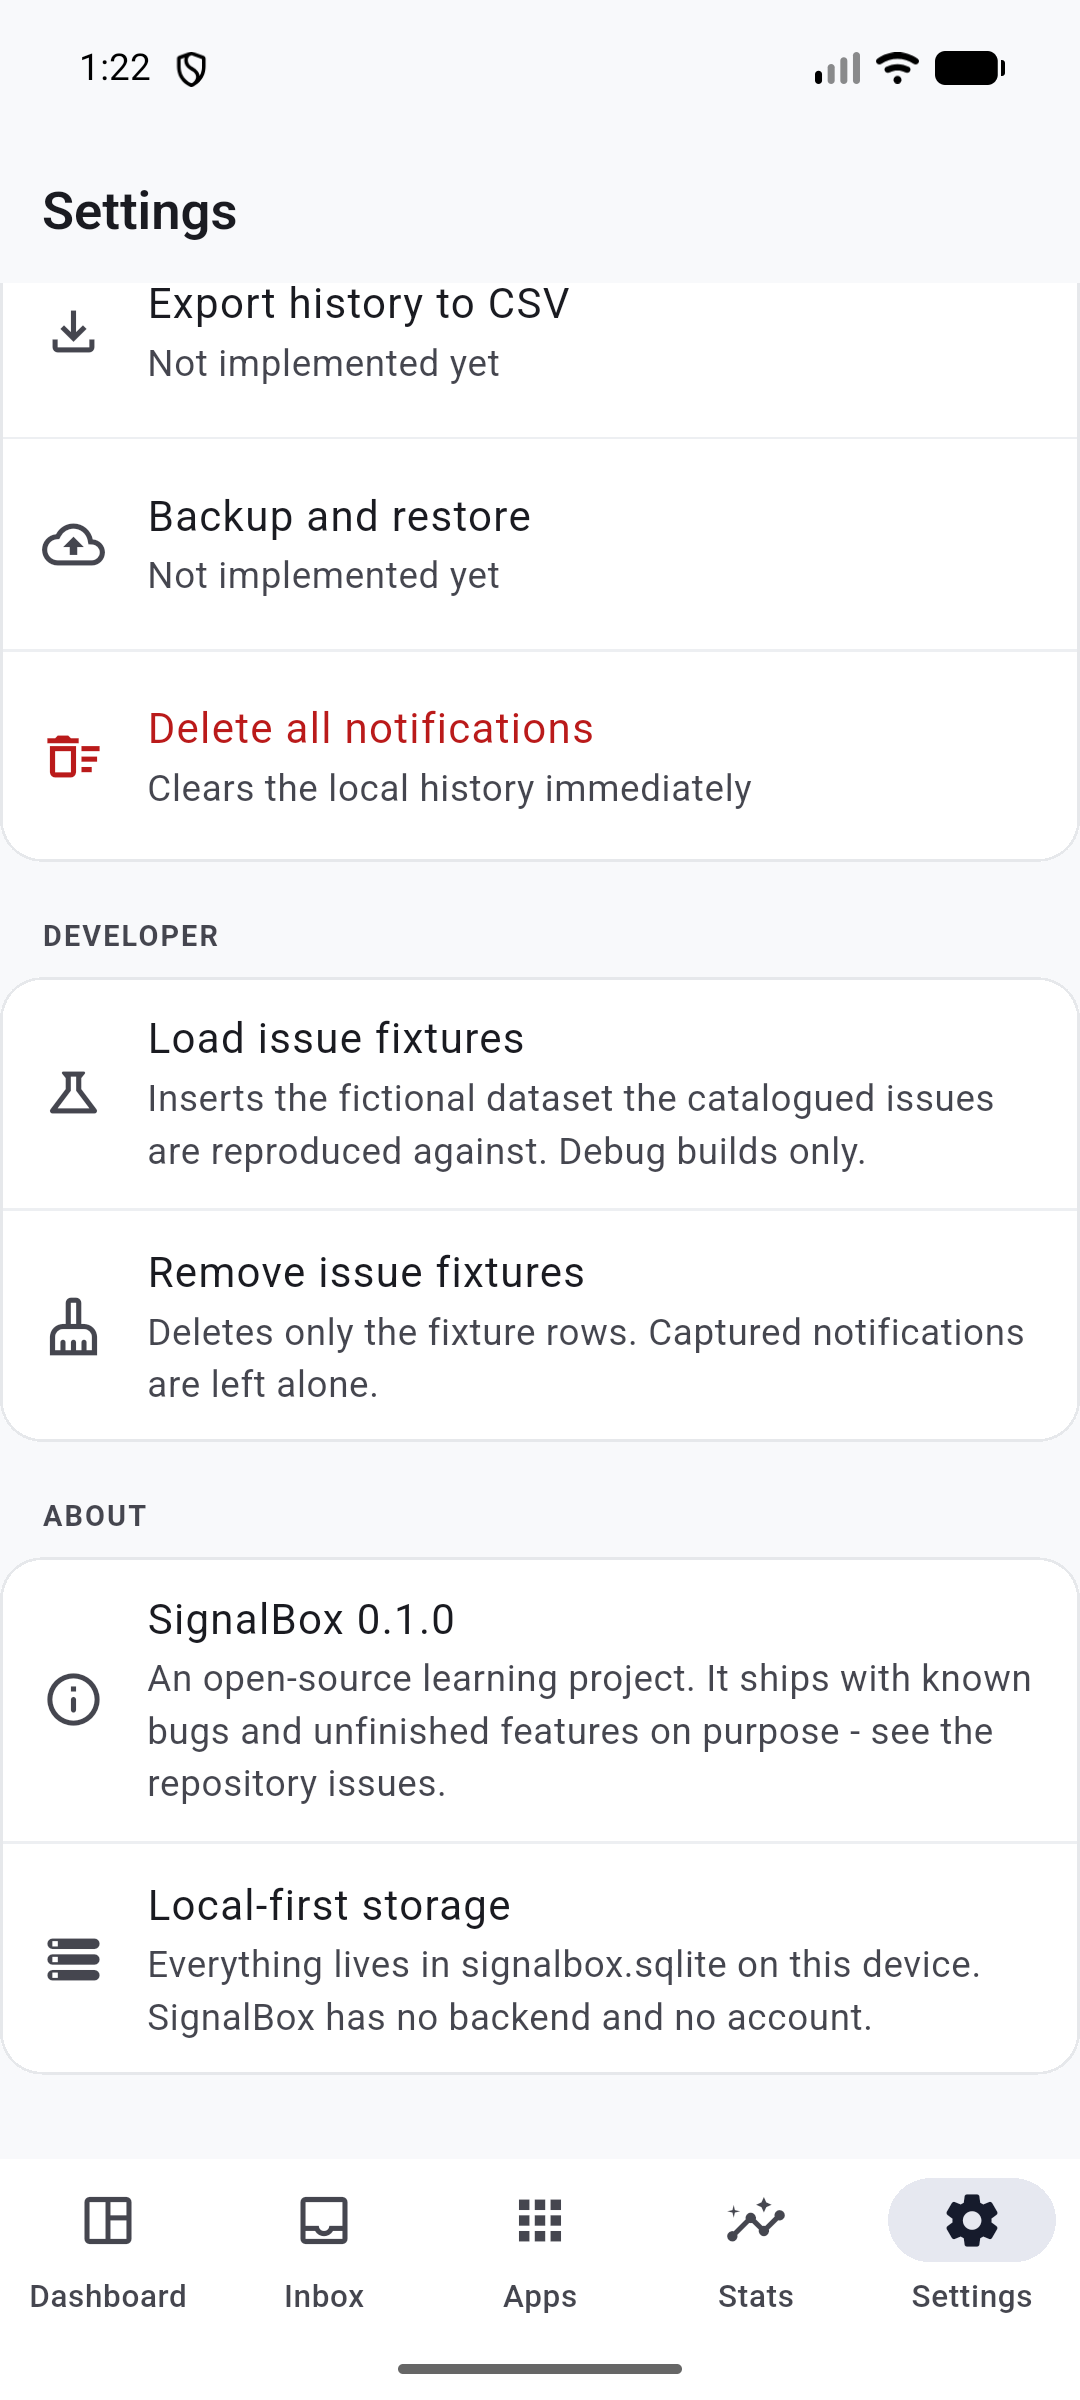 1:22
Settings
Export history to CSV
Not implemented yet
Backup and restore
Not implemented yet
Delete all notifications
Clears the local history immediately
DEVELOPER
Load issue fixtures
Inserts the fictional dataset the catalogued issues
are reproduced against. Debug builds only.
Remove issue fixtures
Deletes only the fixture rows. Captured notifications
are left alone.
ABOUT
SignalBox 0.1.0
An open-source learning project. It ships with known
bugs and unfinished features on purpose - see the
repository issues.
Local-first storage
Everything lives in signalbox.sqlite on this device.
SignalBox has no backend and no account.
Dashboard
Inbox
Apps
Stats
Settings